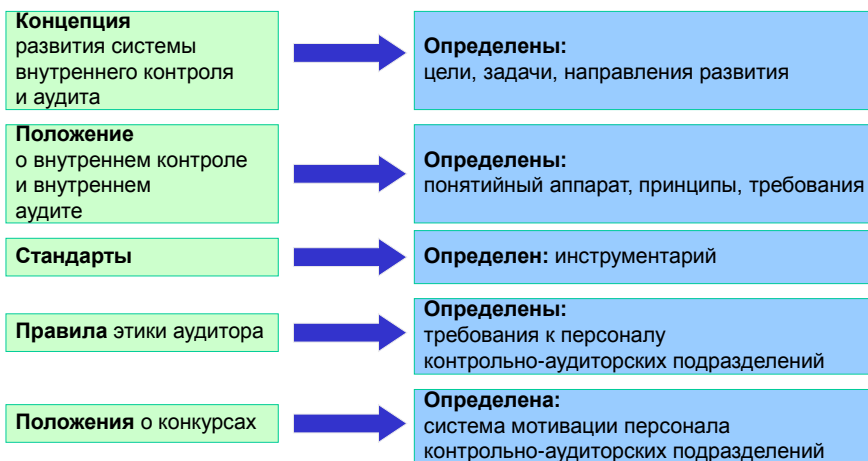 Концепция
развития системы
внутреннего контроля
и аудита
Определены:
цели, задачи, направления развития
Положение
о внутреннем контроле
и внутреннем
аудите
Определены:
понятийный аппарат, принципы, требования
Стандарты
Определен: инструментарий
Правила этики аудитора
Определены:
требования к персоналу
контрольно-аудиторских подразделений
Положения о конкурсах
Определена:
система мотивации персонала
контрольно-аудиторских подразделений